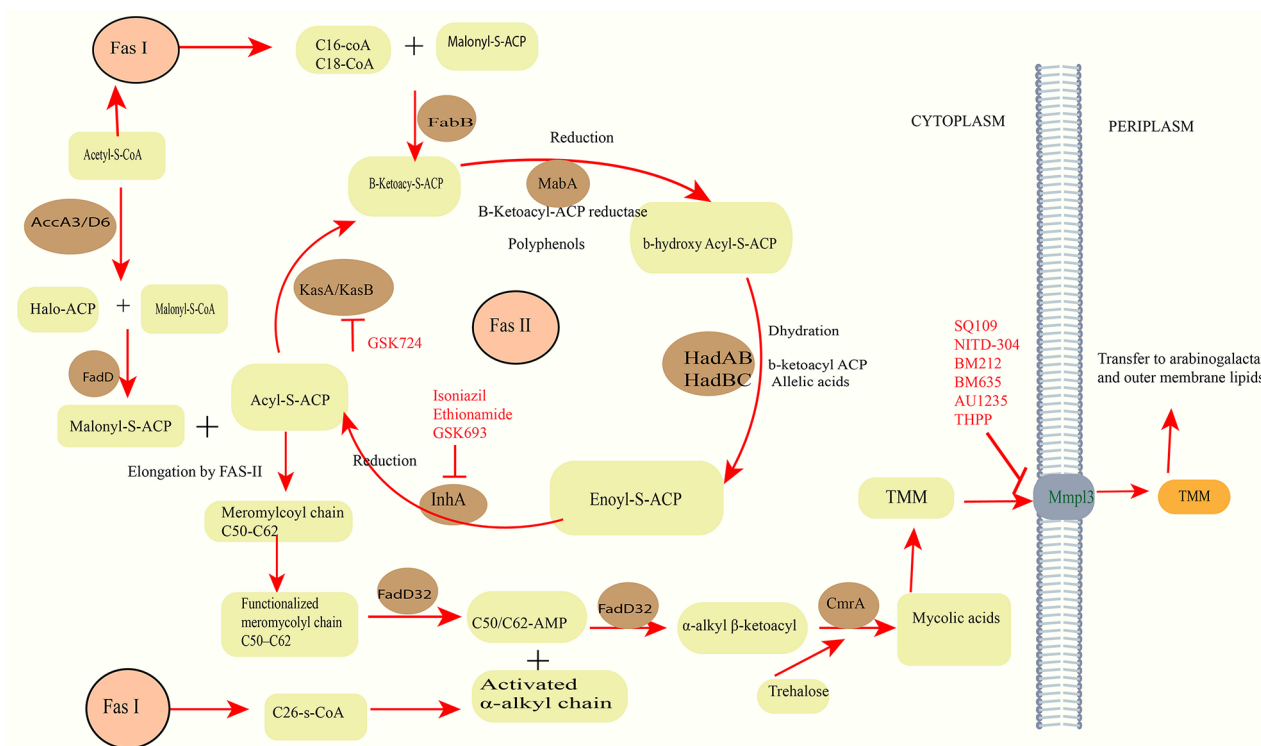 Fas I
C16-coA
C18-CoA
+
Malonyl-S-ACP
FabB
Reduction
CYTOPLASM
PERIPLASM
Acetyl-S-CoA
B-Ketoacy-S-ACP
MabA
B-Ketoacyl-ACP reductase
Polyphenols
b-hydroxy Acyl-S-ACP
AccA3/D6
KasA/KasB
Halo-ACP
+
Malonyl-S-CoA
Fas II
GSK724
Dhydration
HadAB
HadBC
b-ketoacyl ACP
Allelic acids
SQ109
NITD-304
BM212
BM635
AU1235
THPP
Transfer to arabinogalacta
and outer membrane lipids
FadD
Acyl-S-ACP
Isoniazil
Ethionamide
GSK693
Malonyl-S-ACP
+
Elongation by FAS-II
Reduction
InhA
Enoyl-S-ACP
TMM
Mmpl3
TMM
Meromylcoyl chain
C50-C62
FadD32
FadD32
CmrA
Functionalized
meromycolyl chain
C50–C62
C50/C62-AMP
α-alkyl β-ketoacyl
Mycolic acids
+
Trehalose
Fas I
C26-s-CoA
Activated
α-alkyl chain